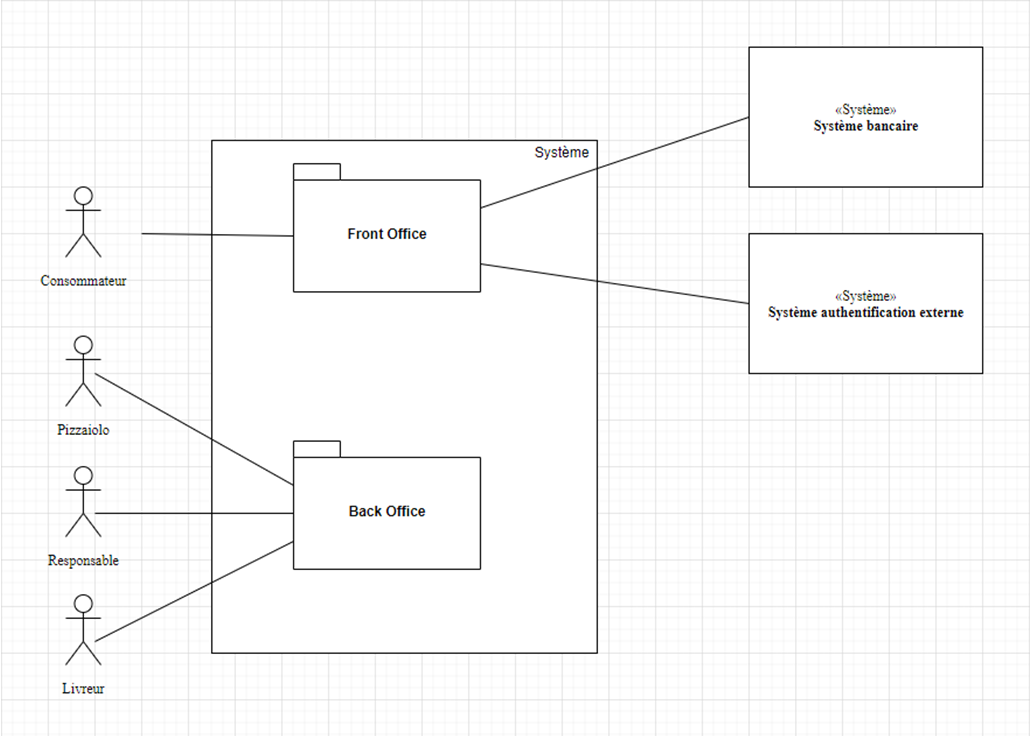 «Système»
Système bancaire
Système
Front Office
Consommateur
«Système»
Système authentification externe
Pizzaiolo
Back Office
Responsable
Livreur